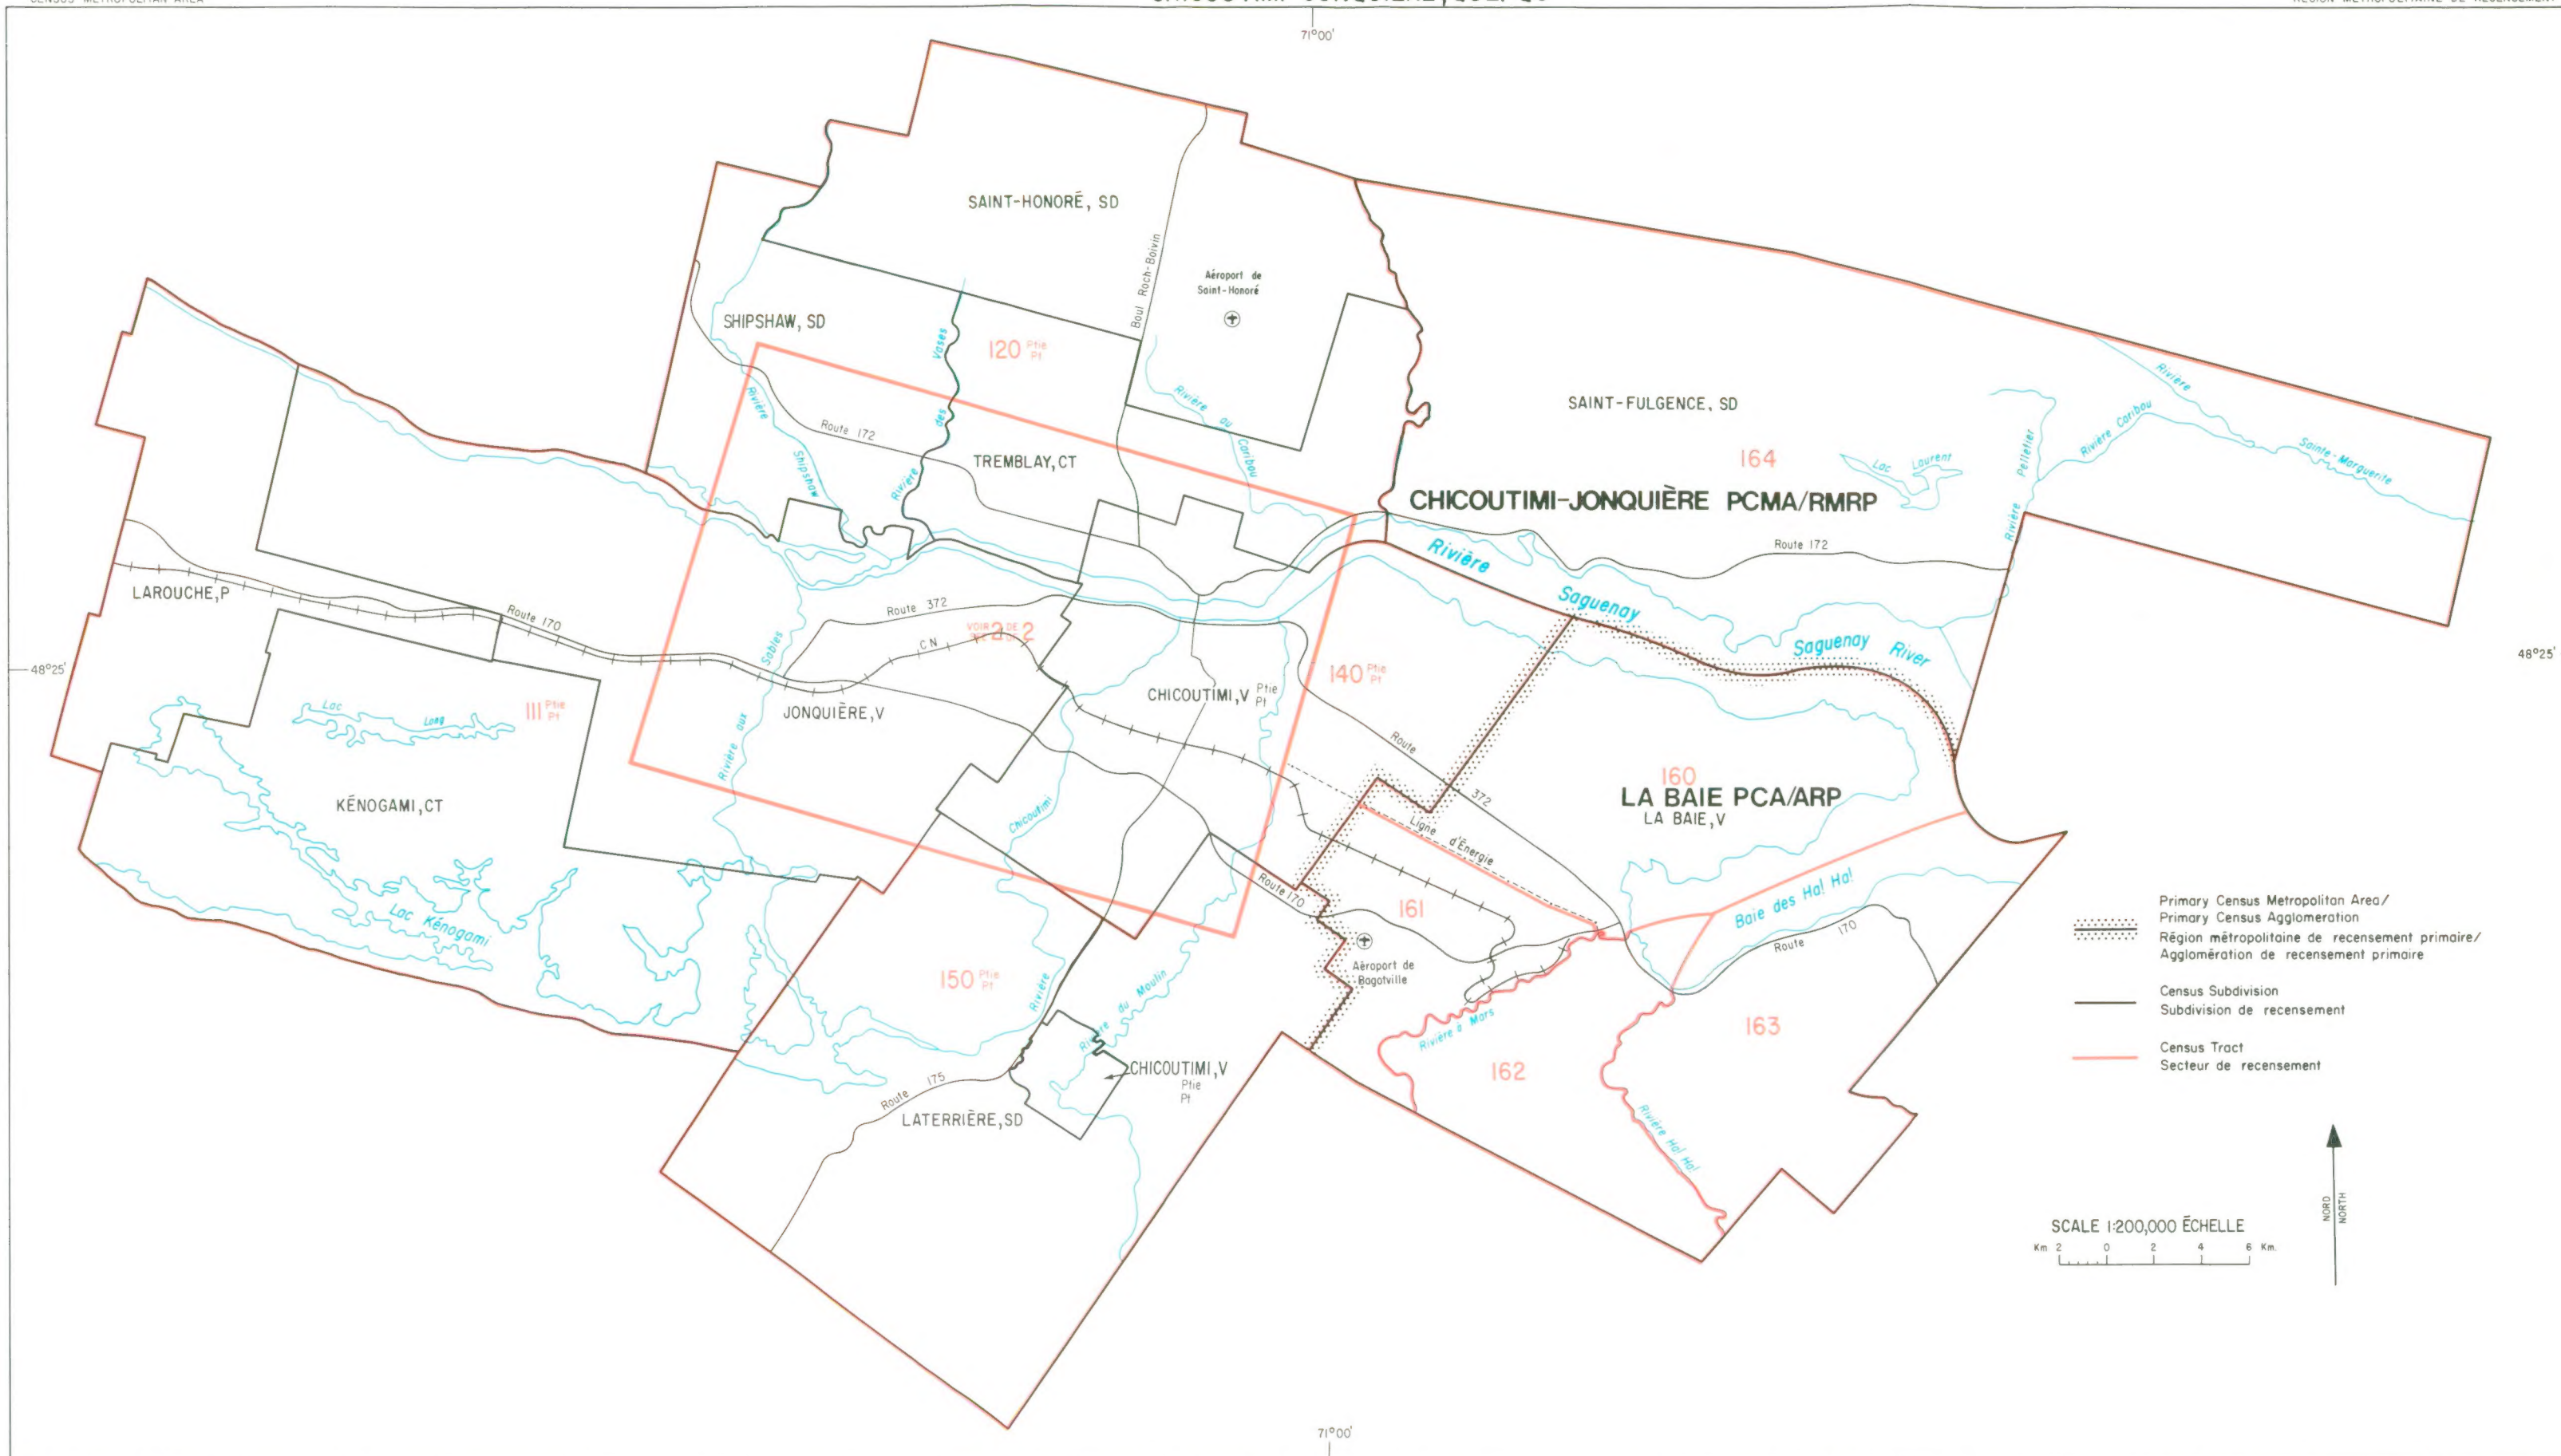 71°00'
SAINT-HONORÉ, SD
Boul Roch-Boivin
Aéroport de
Saint-Honoré
SHIPSHAW, SD
120 Ptie
Pt
Rivière des Vases
Rivière Shipshaw
Route 172
TREMBLAY, CT
Rivière au Caribou
SAINT-FULGENCE, SD
164
CHICOUTIMI-JONQUIÈRE PCMA/RMRP
Lac Laurent
Rivière Pelletier
Rivière Caribou
Rivière Sainte-Marguerite
Route 172
Rivière Saguenay
Saguenay River
LAROUCHE, P
Route 170
Route 372
VOIR 2 DE 2
CN
48°25'
48°25'
Rivière aux Sables
JONQUIÈRE, V
CHICOUTIMI, V Ptie
Pt
140 Ptie
Pt
111 Ptie
Pt
Lac Long
KÉNOGAMI, CT
Lac Kénogami
Rivière Chicoutimi
Route 372
160
LA BAIE PCA/ARP
LA BAIE, V
Ligne d'Énergie
Route 170
161
Aéroport de
Bagotville
Baie des Ha! Ha!
Route 170
150 Ptie
Pt
Rivière du Moulin
Rivière à Mars
162
163
Rivière Ha! Ha!
CHICOUTIMI, V
Ptie
Pt
Route 175
LATERRIÈRE, SD
Primary Census Metropolitan Area/
Primary Census Agglomeration
Région métropolitaine de recensement primaire/
Agglomération de recensement primaire
Census Subdivision
Subdivision de recensement
Census Tract
Secteur de recensement
NORD
NORTH
SCALE 1:200,000 ÉCHELLE
Km 2 0 2 4 6 Km.
71°00'